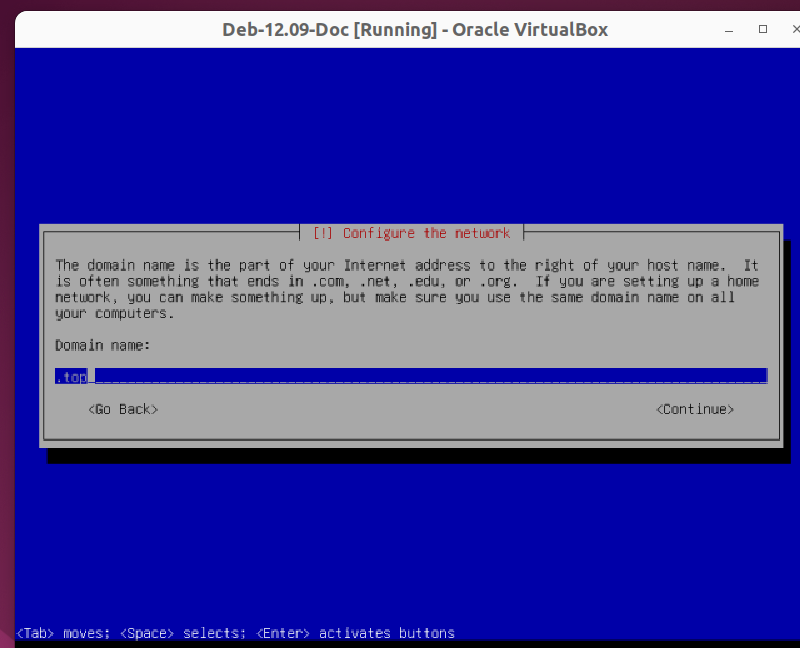 Deb-12.09-Doc [Running] - Oracle VirtualBox
[!] Configure the network
The domain name is the part of your Internet address to the right of your host name.  It
is often something that ends in .com, .net, .edu, or .org.  If you are setting up a home
network, you can make something up, but make sure you use the same domain name on all
your computers.
Domain name:
.top
<Go Back> <Continue>
<Tab> moves; <Space> selects; <Enter> activates buttons